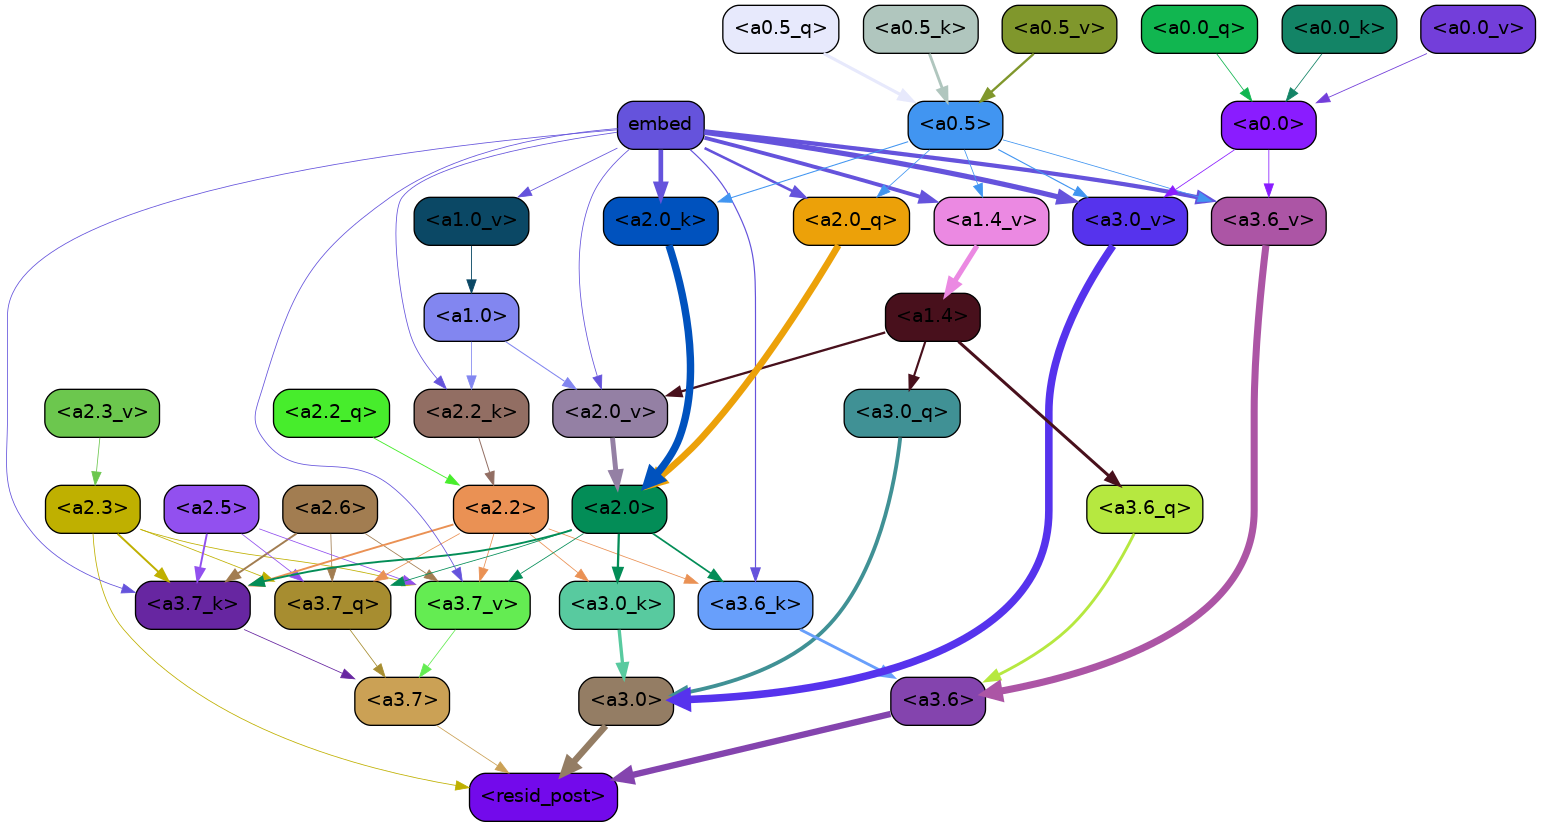 <a0.5_q> <a0.5_k> <a0.5_v> <a0.0_q> <a0.0_k> <a0.0_v>
embed <a0.5> <a0.0>
<a1.0_v> <a2.0_k> <a2.0_q> <a1.4_v> <a3.0_v> <a3.6_v>
<a1.0> <a1.4>
<a2.3_v> <a2.2_q> <a2.2_k> <a2.0_v> <a3.0_q>
<a2.3> <a2.5> <a2.6> <a2.2> <a2.0> <a3.6_q>
<a3.7_k> <a3.7_q> <a3.7_v> <a3.0_k> <a3.6_k>
<a3.7> <a3.0> <a3.6>
<resid_post>